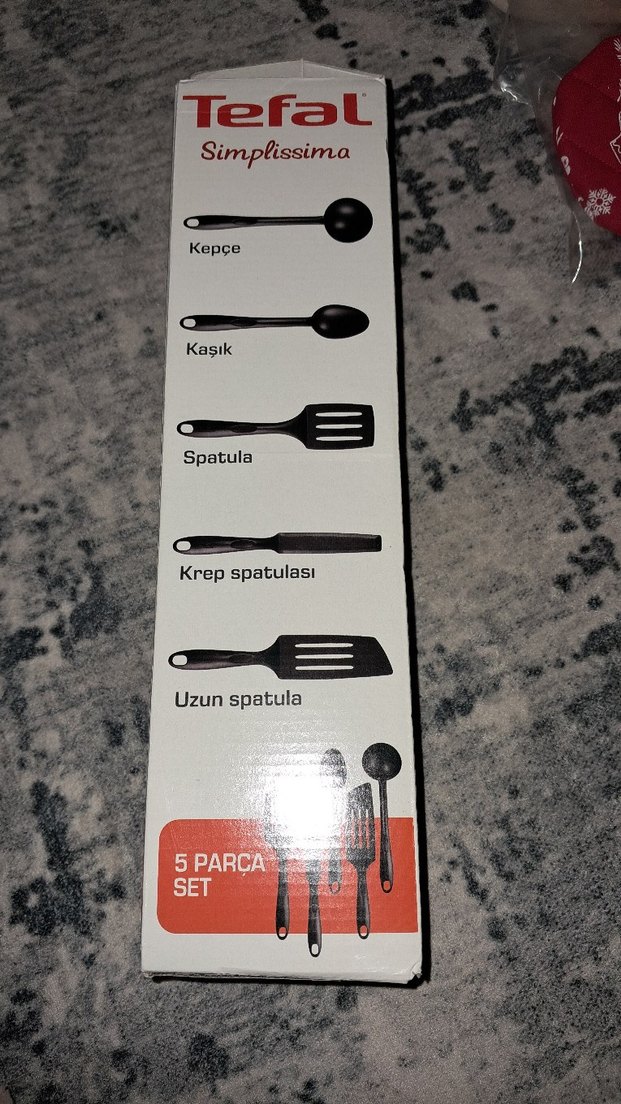 Tefal
Simplissima
Kepçe
Kaşık
Spatula
Krep spatulası
Uzun spatula
5 PARÇA
SET